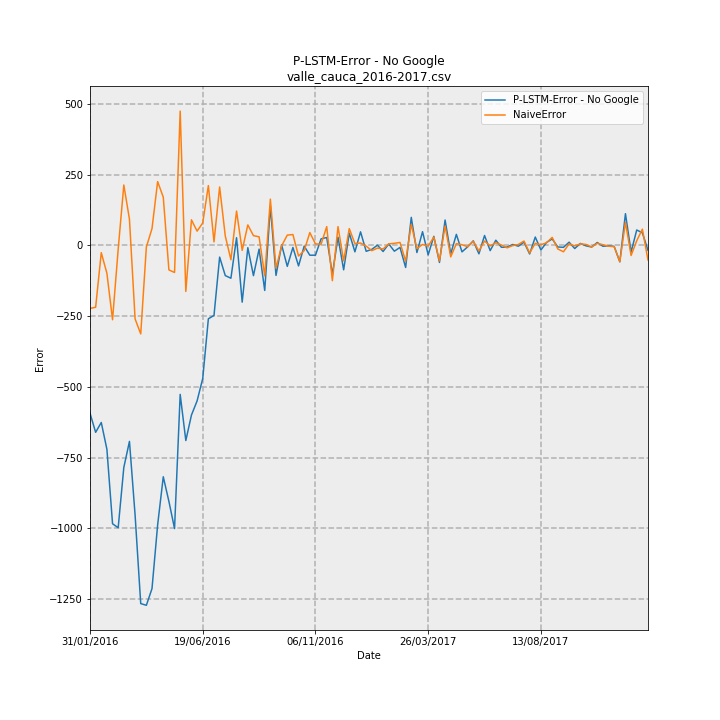 P-LSTM-Error - No Google
valle_cauca_2016-2017.csv
P-LSTM-Error - No Google
NaiveError
500
250
0
−250
−500
−750
−1000
−1250
Error
31/01/2016
19/06/2016
06/11/2016
26/03/2017
13/08/2017
Date